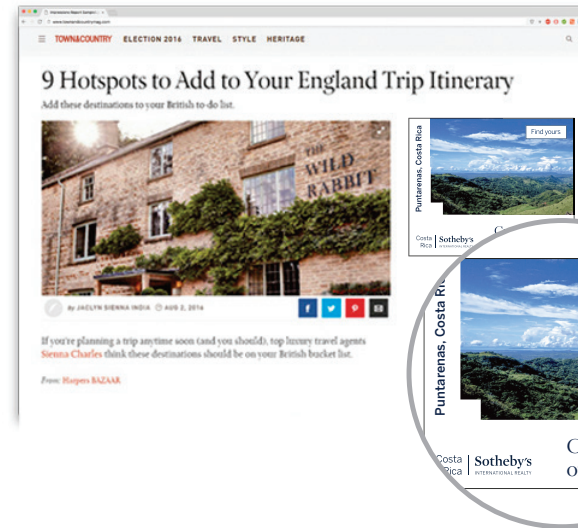 www.townandcountrymag.com
TOWN&COUNTRY ELECTION 2016 TRAVEL STYLE HERITAGE
9 Hotspots to Add to Your England Trip Itinerary
Add these destinations to your British to-do list.
THE
WILD
RABBIT
by JACLYN SIENNA INDIA AUG 2, 2016
If you're planning a trip anytime soon (and you should), top luxury travel agents
Sienna Charles think these destinations should be on your British bucket list.
From: Harpers BAZAAR
Puntarenas, Costa Rica
Find yours
Costa
Rica
Sotheby's
INTERNATIONAL REALTY
Puntarenas, Costa
Costa
Rica
Sotheby's
INTERNATIONAL REALTY